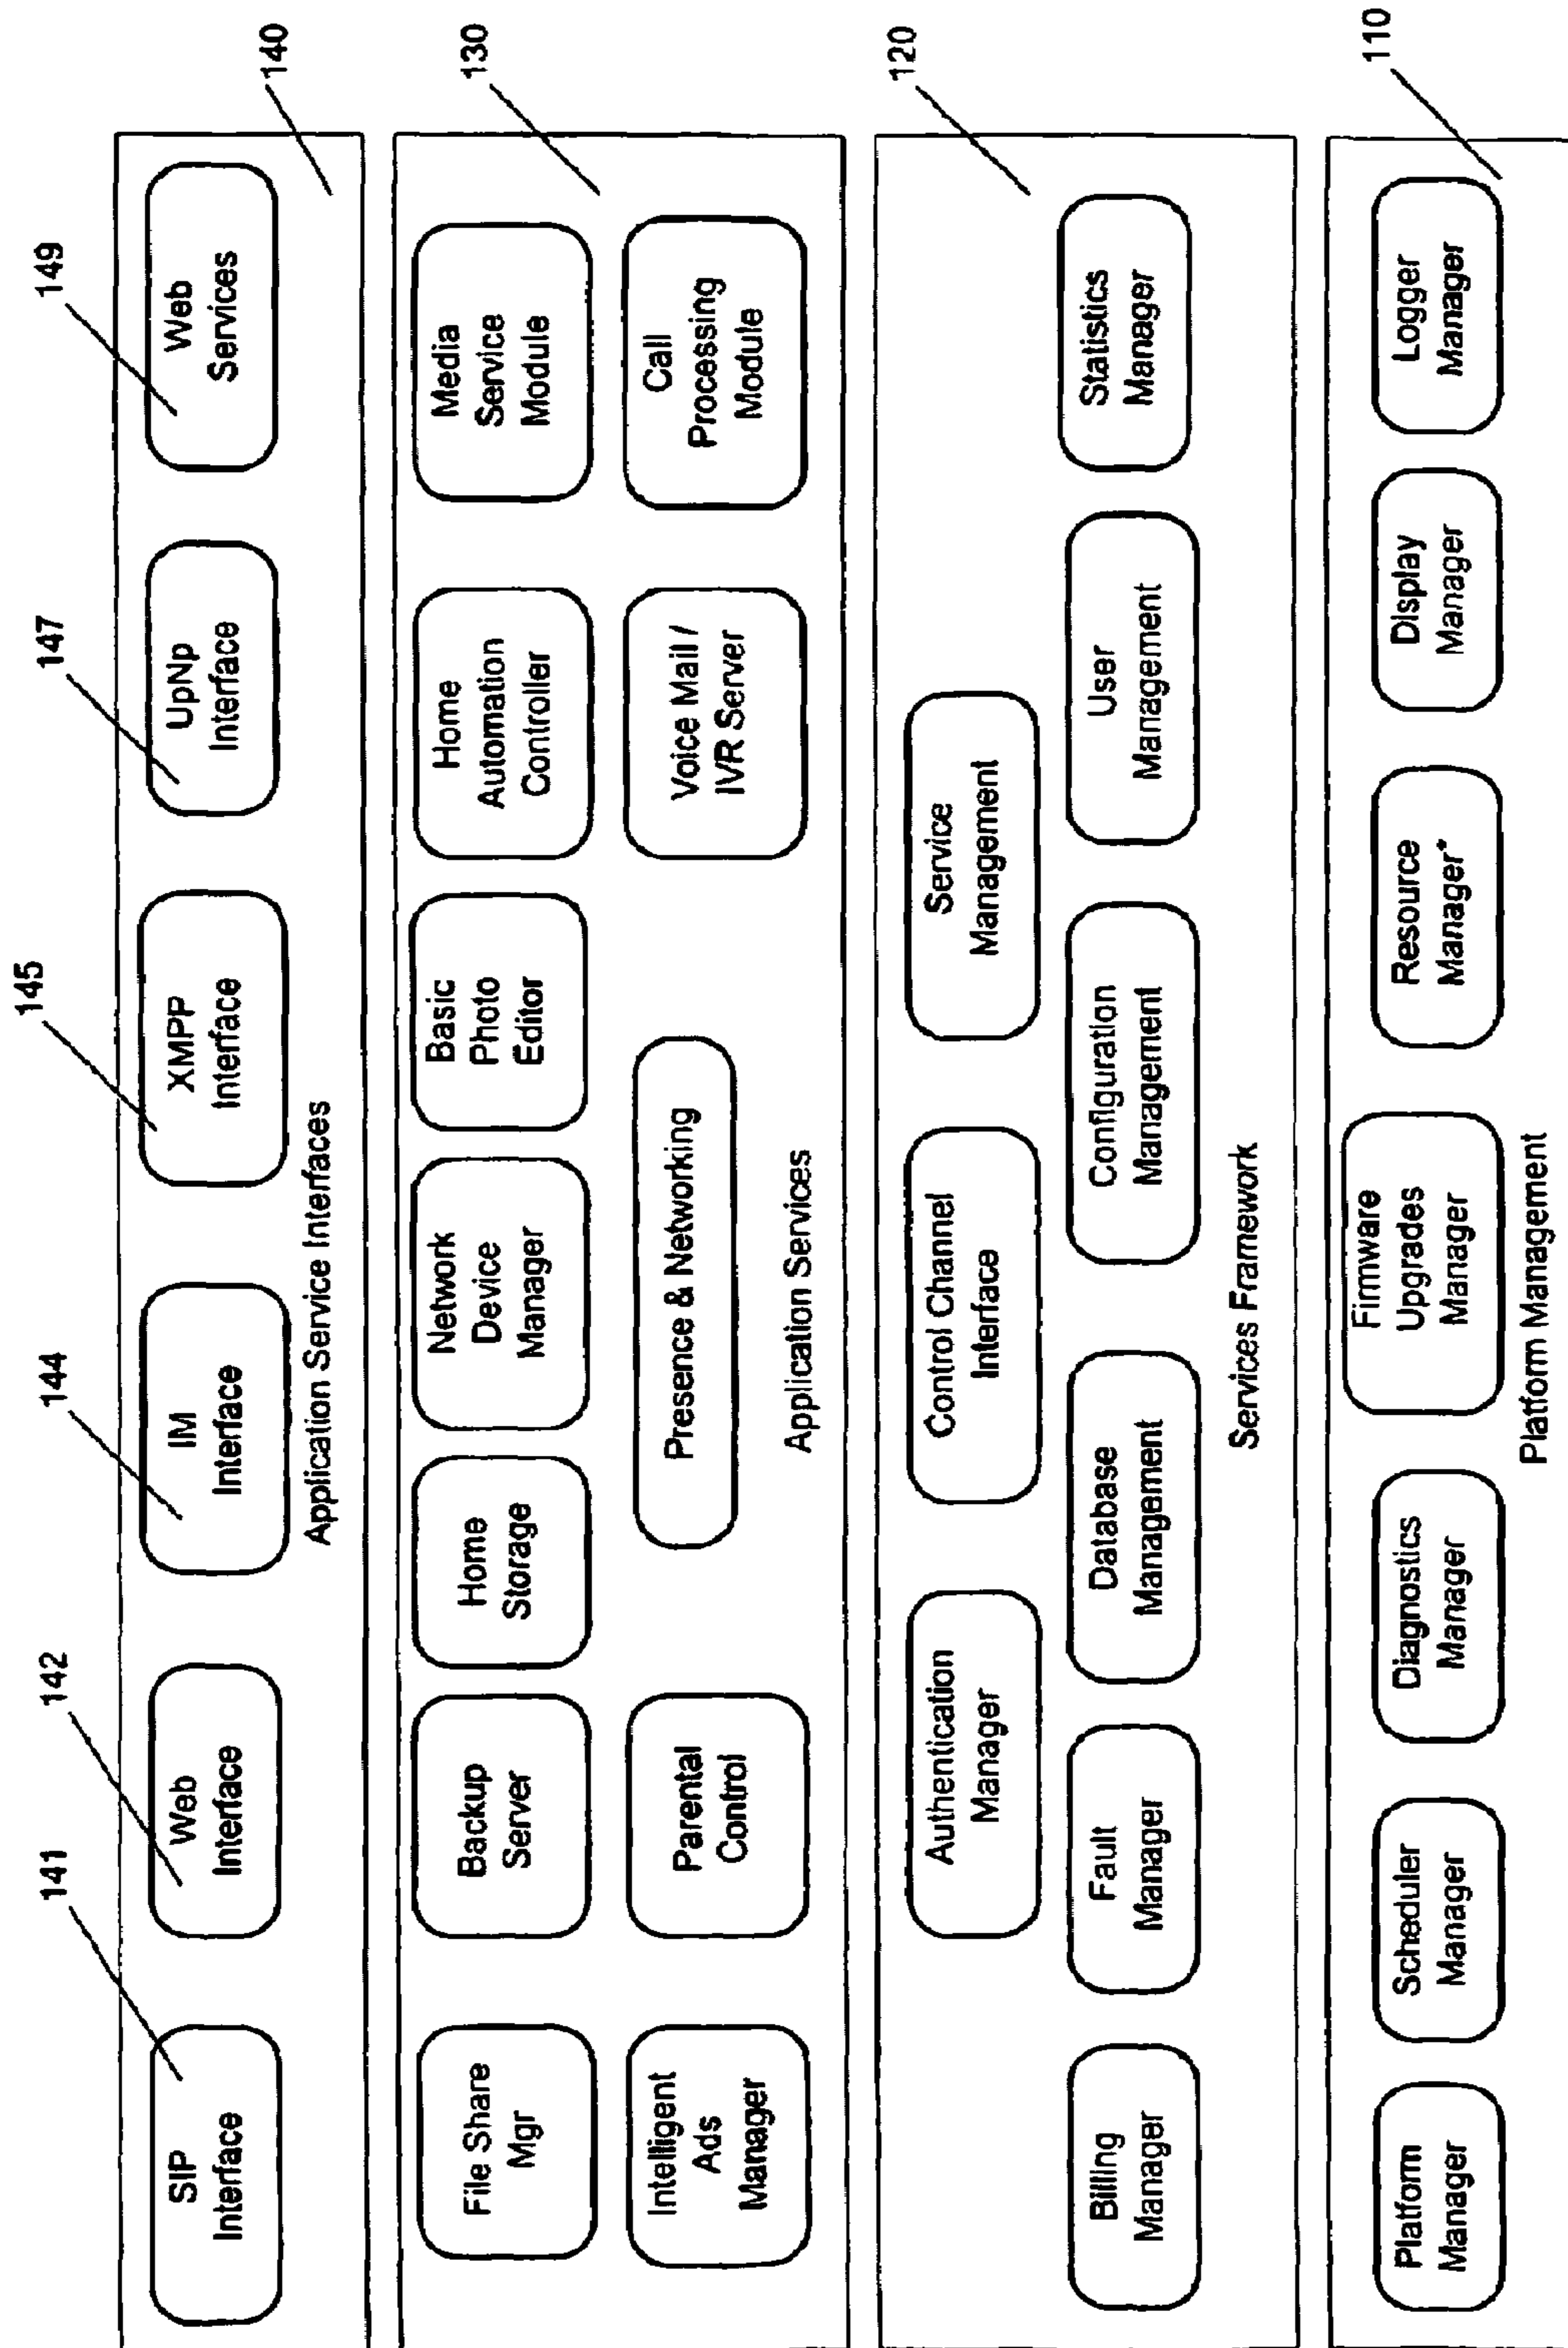 141
142
144
145
147
149
SIP
Interface
Web
Interface
IM
Interface
XMPP
Interface
UpNp
Interface
Web
Services
Application Service Interfaces
140
File Share
Mgr
Backup
Server
Home
Storage
Network
Device
Manager
Basic
Photo
Editor
Home
Automation
Controller
Media
Service
Module
130
Intelligent
Ads
Manager
Parental
Control
Presence & Networking
Voice Mail /
IVR Server
Call
Processing
Module
Application Services
Authentication
Manager
Control Channel
Interface
Service
Management
120
Billing
Manager
Fault
Manager
Database
Management
Configuration
Management
User
Management
Statistics
Manager
Services Framework
Platform
Manager
Scheduler
Manager
Diagnostics
Manager
Firmware
Upgrades
Manager
Resource
Manager*
Display
Manager
Logger
Manager
110
Platform Management